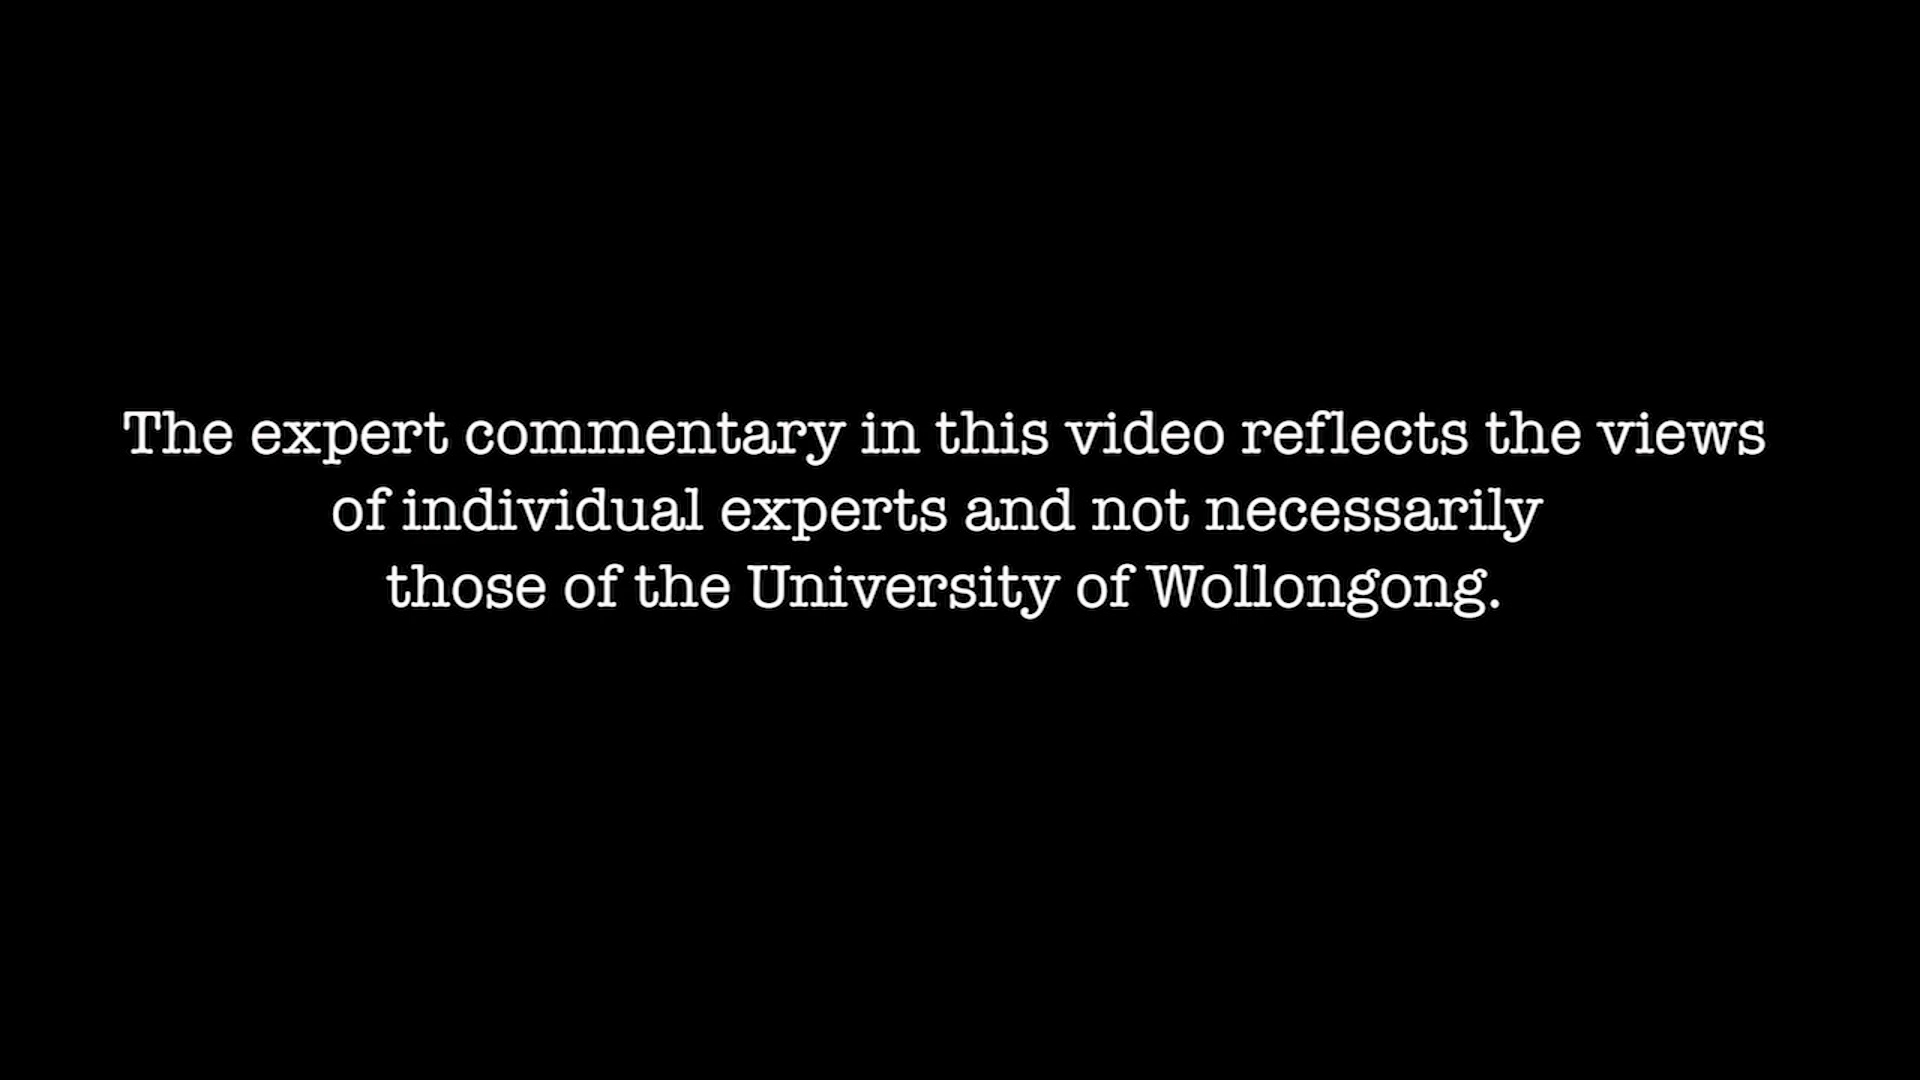 The expert commentary in this video reflects the views
of individual experts and not necessarily
those of the University of Wollongong.